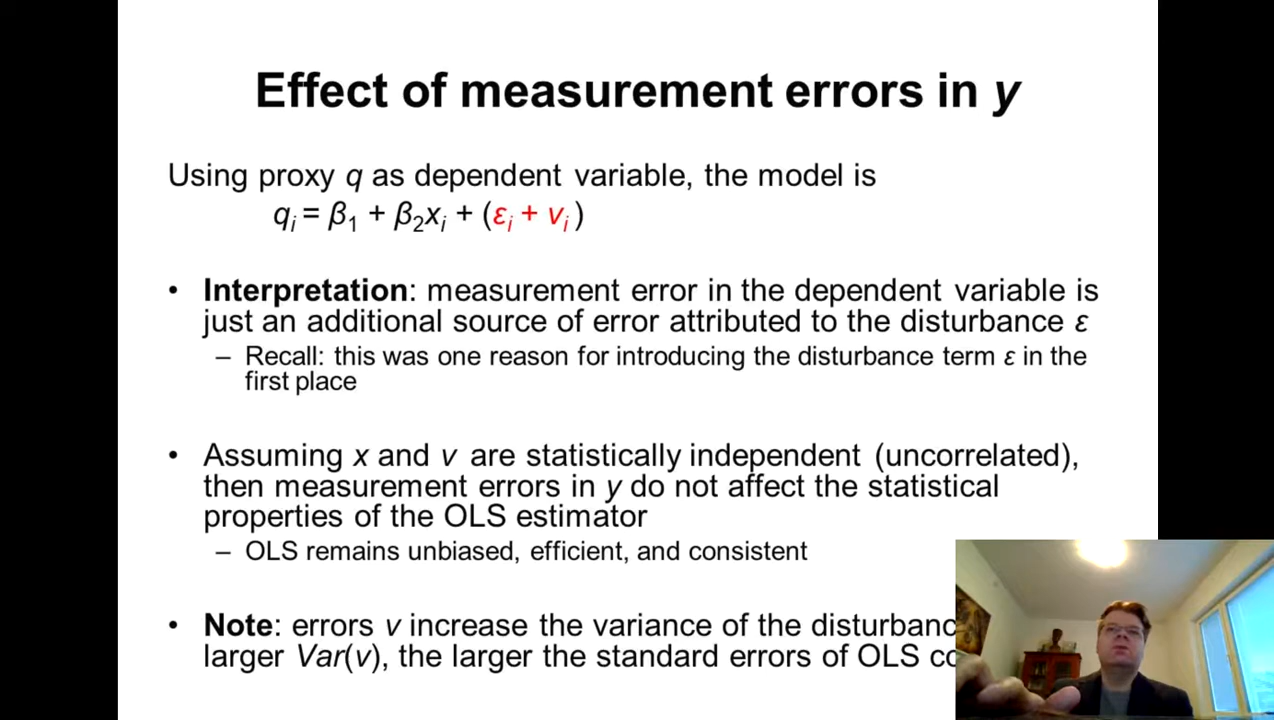 Effect of measurement errors in y
Using proxy q as dependent variable, the model is
qᵢ = β₁ + β₂xᵢ + (εᵢ + vᵢ)
• Interpretation: measurement error in the dependent variable is
just an additional source of error attributed to the disturbance ε
– Recall: this was one reason for introducing the disturbance term ε in the
first place
• Assuming x and v are statistically independent (uncorrelated),
then measurement errors in y do not affect the statistical
properties of the OLS estimator
– OLS remains unbiased, efficient, and consistent
• Note: errors v increase the variance of the
larger Var(v), the larger the standard errors of OLS